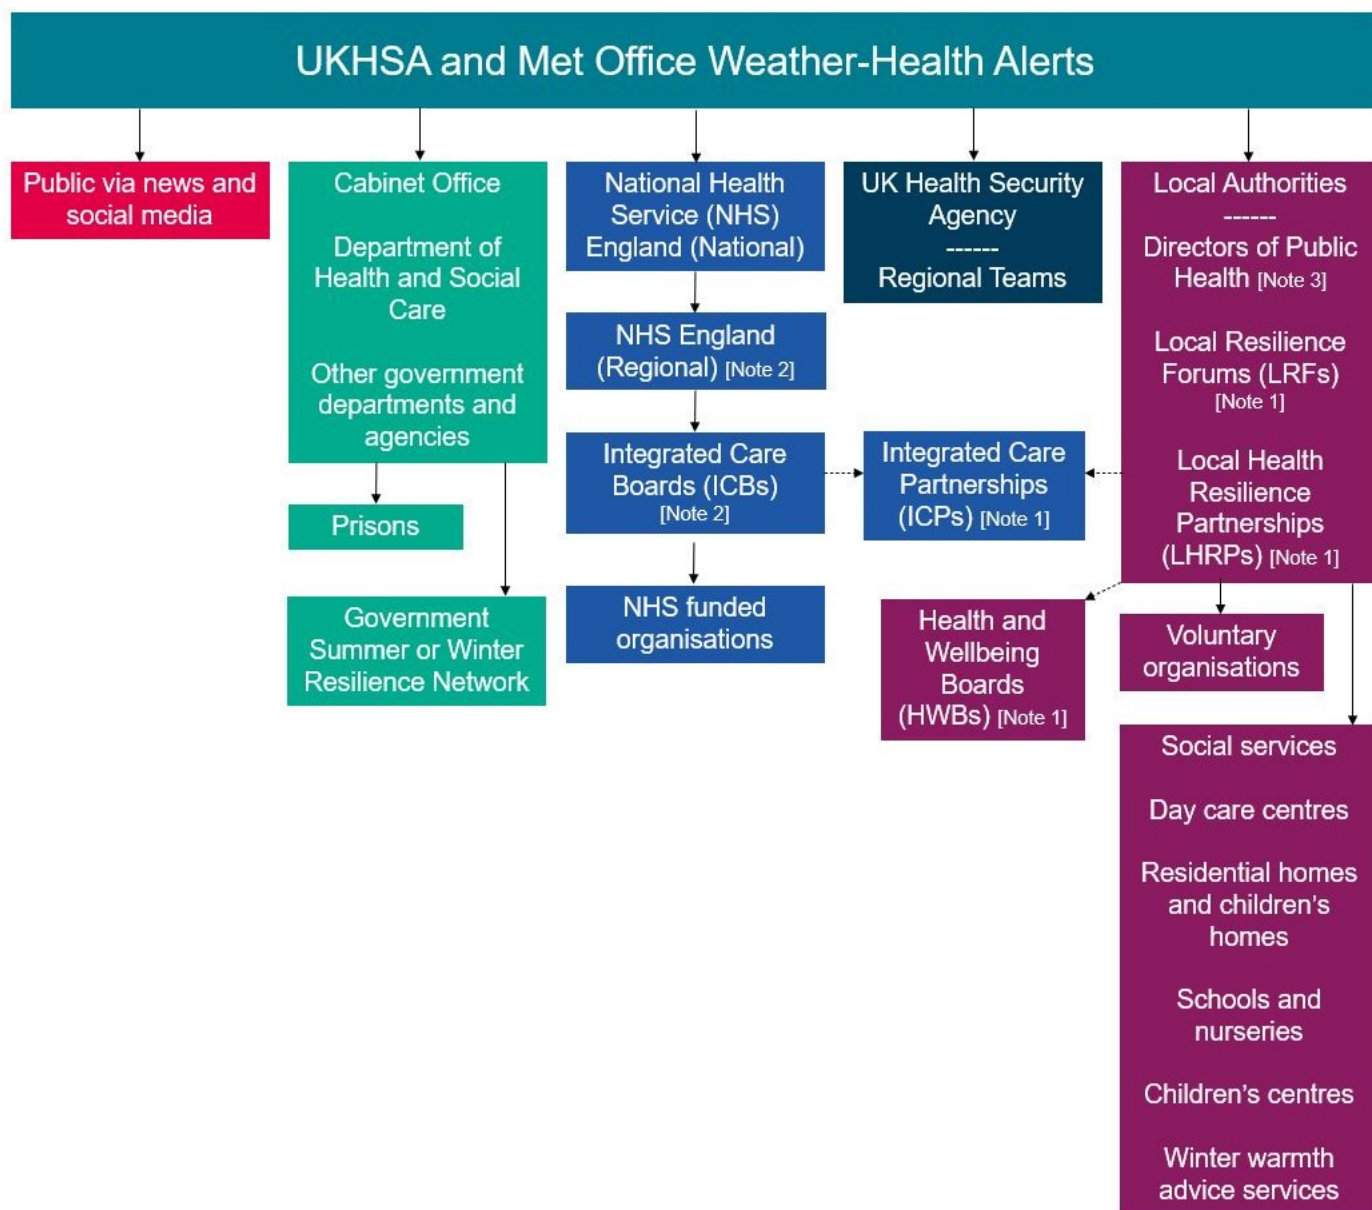 UKHSA and Met Office Weather-Health Alerts
Public via news and
social media
Cabinet Office
Department of
Health and Social
Care
Other government
departments and
agencies
Prisons
Government
Summer or Winter
Resilience Network
National Health
Service (NHS)
England (National)
NHS England
(Regional) [Note 2]
Integrated Care
Boards (ICBs)
[Note 2]
NHS funded
organisations
UK Health Security
Agency
------
Regional Teams
Integrated Care
Partnerships
(ICPs) [Note 1]
Health and
Wellbeing
Boards
(HWBs) [Note 1]
Local Authorities
------
Directors of Public
Health [Note 3]
Local Resilience
Forums (LRFs)
[Note 1]
Local Health
Resilience
Partnerships
(LHRPs) [Note 1]
Voluntary
organisations
Social services
Day care centres
Residential homes
and children's
homes
Schools and
nurseries
Children's centres
Winter warmth
advice services